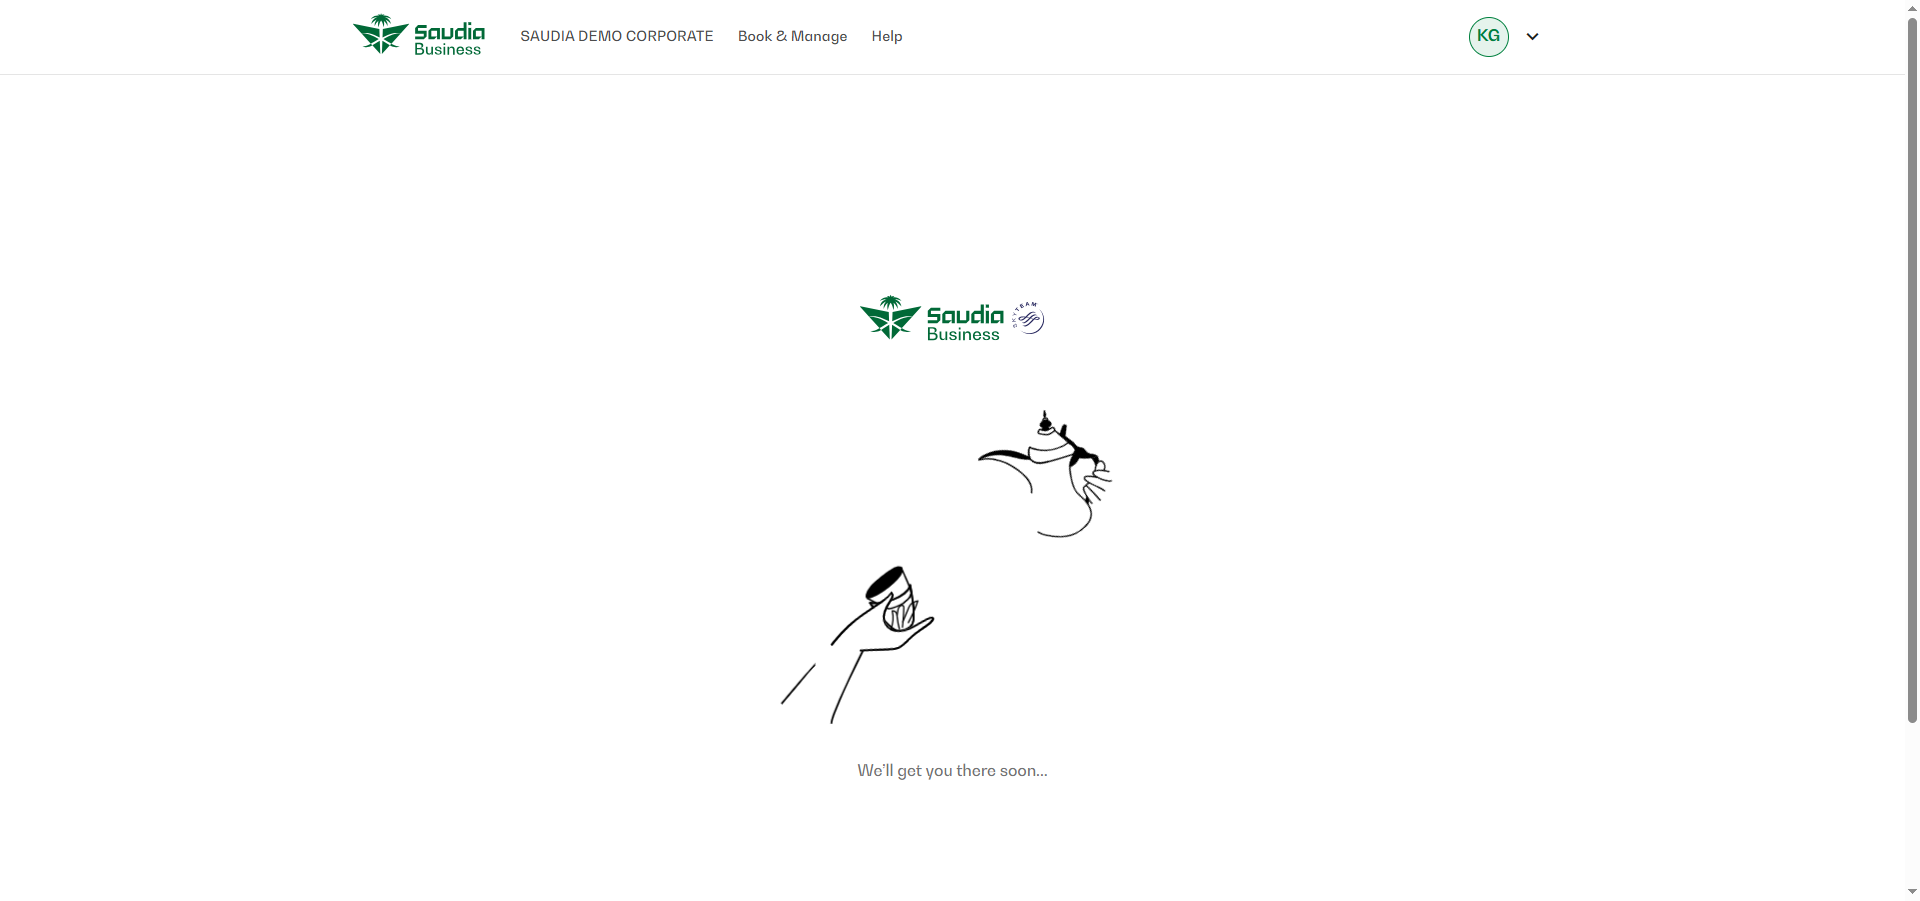 Saudia
Business
SAUDIA DEMO CORPORATE
Book & Manage
Help
KG
Saudia
Business
SKYTEAM
We'll get you there soon...